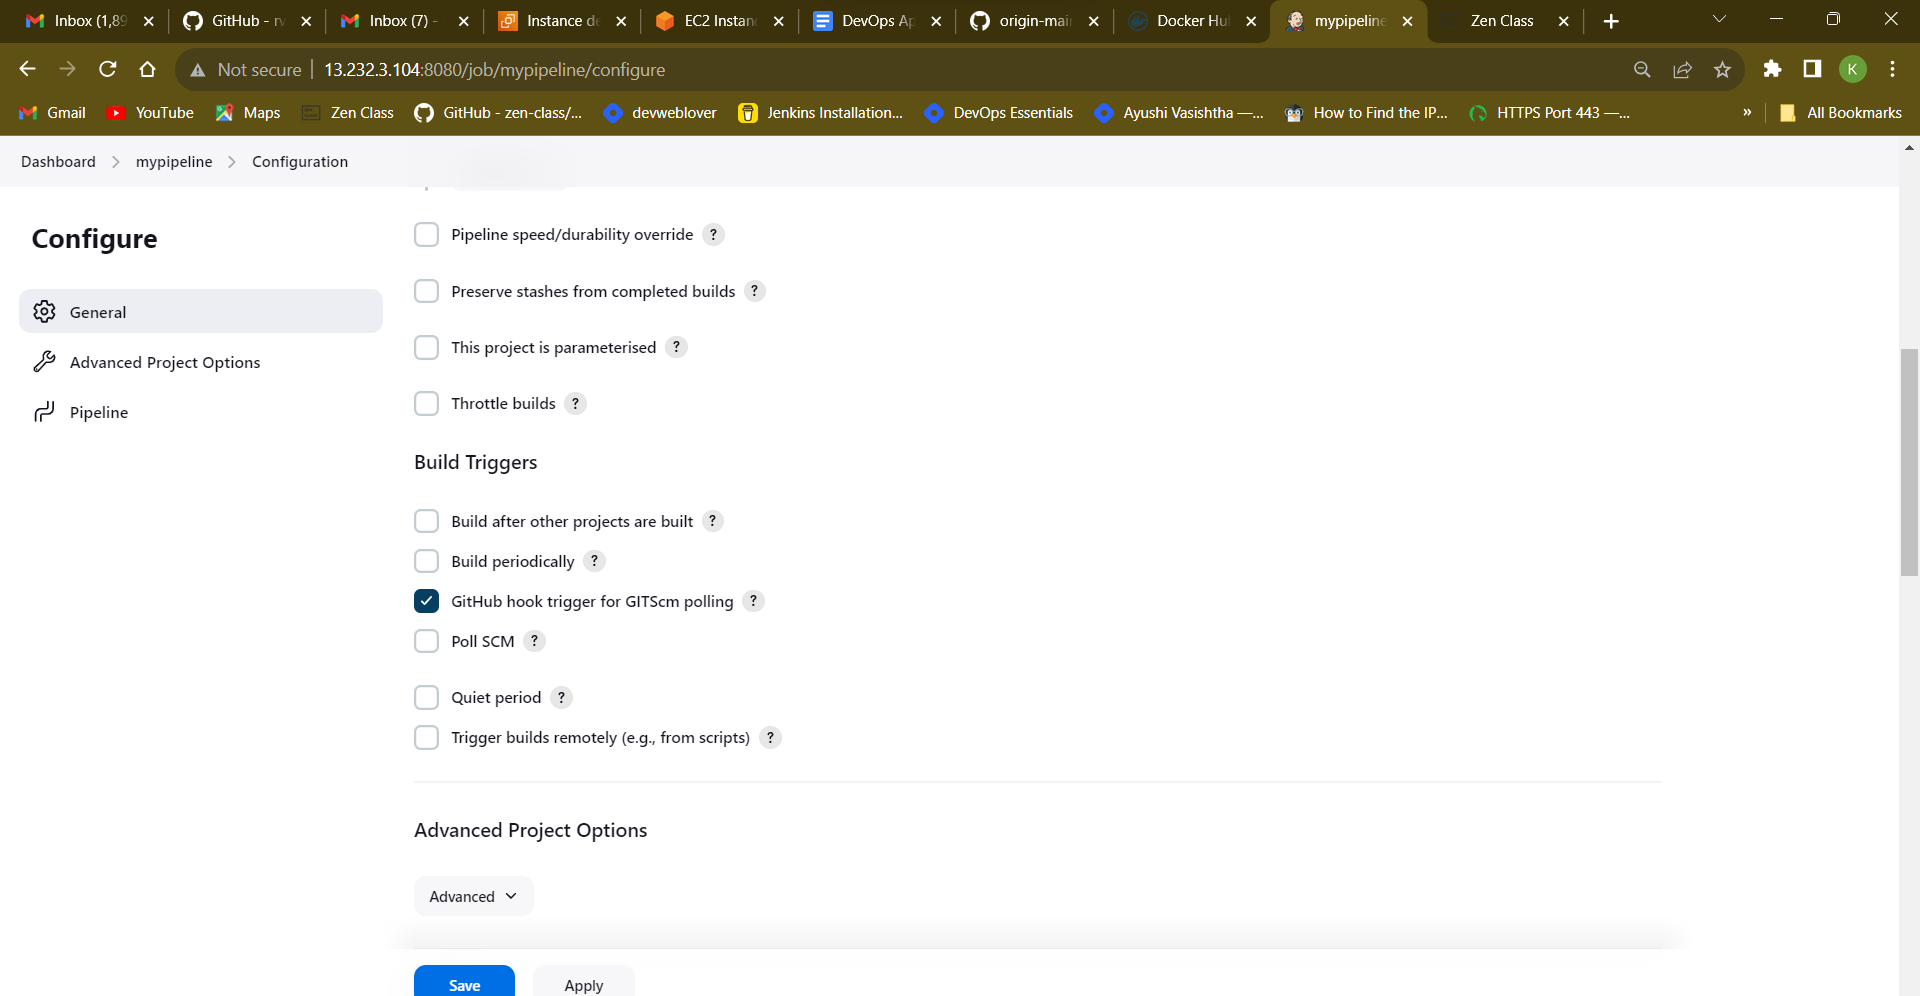 Inbox (1,89
GitHub - rv
Inbox (7) -
Instance de
EC2 Instanc
DevOps Ap
origin-main
Docker Hu
mypipeline
Zen Class
Not secure
13.232.3.104:8080/job/mypipeline/configure
K
Gmail
YouTube
Maps
Zen Class
GitHub - zen-class/...
devweblover
Jenkins Installation...
DevOps Essentials
Ayushi Vasishtha —...
How to Find the IP...
HTTPS Port 443 —...
»
All Bookmarks
Dashboard
mypipeline
Configuration
Configure
General
Advanced Project Options
Pipeline
Pipeline speed/durability override ?
Preserve stashes from completed builds ?
This project is parameterised ?
Throttle builds ?
Build Triggers
Build after other projects are built ?
Build periodically ?
GitHub hook trigger for GITScm polling ?
Poll SCM ?
Quiet period ?
Trigger builds remotely (e.g., from scripts) ?
Advanced Project Options
Advanced
Save
Apply